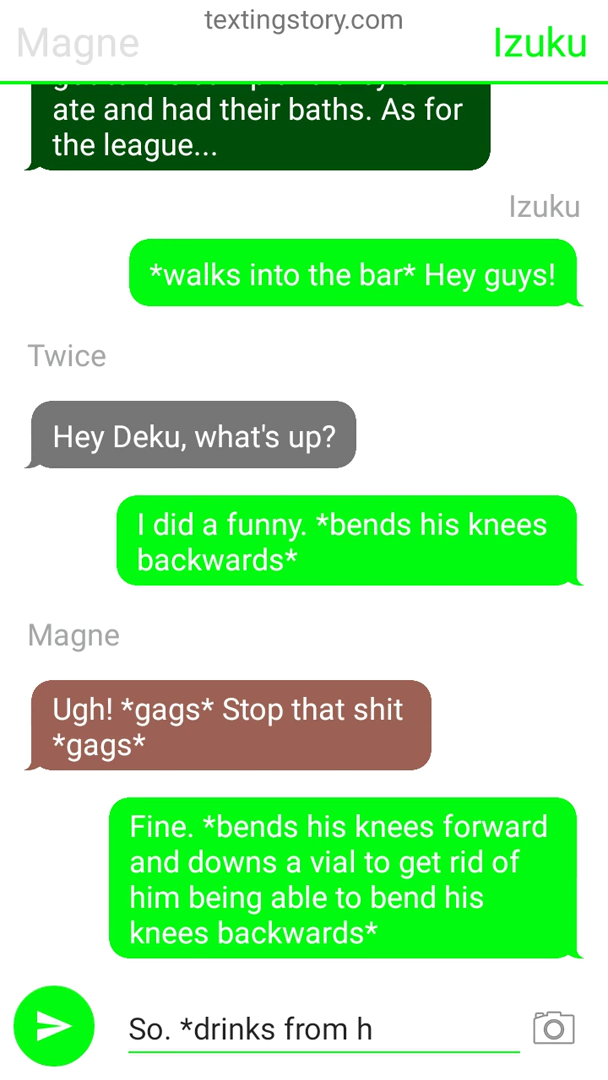 textingstory.com
Magne
Izuku
ate and had their baths. As for
the league...
Izuku
*walks into the bar* Hey guys!
Twice
Hey Deku, what's up?
I did a funny. *bends his knees
backwards*
Magne
Ugh! *gags* Stop that shit
*gags*
Fine. *bends his knees forward
and downs a vial to get rid of
him being able to bend his
knees backwards*
So. *drinks from h